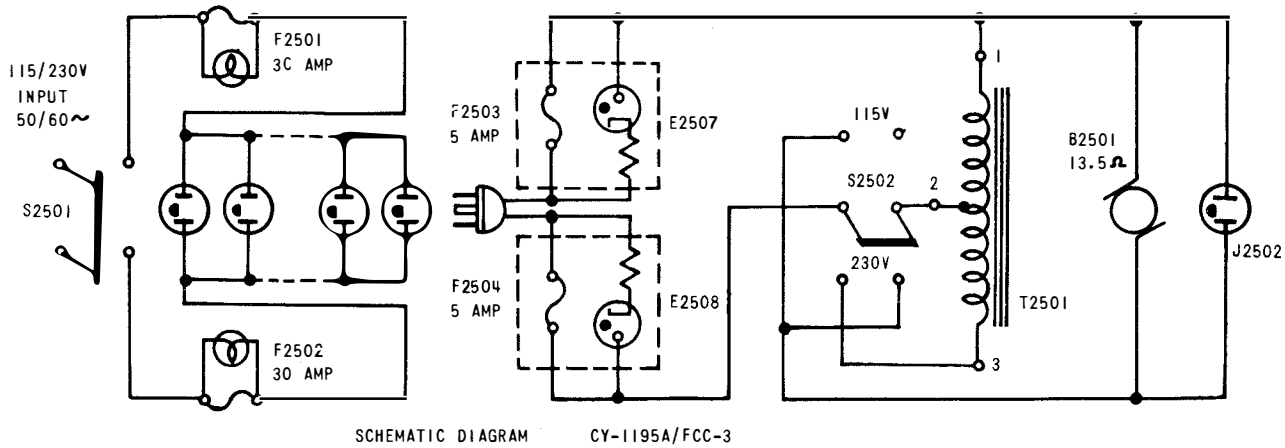 F2501
3C AMP
115/230V
INPUT
50/60~
S2501
F2502
30 AMP
F2503
5 AMP
E2507
F2504
5 AMP
E2508
115V
S2502
2
230V
1
3
T2501
B2501
13.5Ω
J2502
SCHEMATIC DIAGRAM CY-1195A/FCC-3